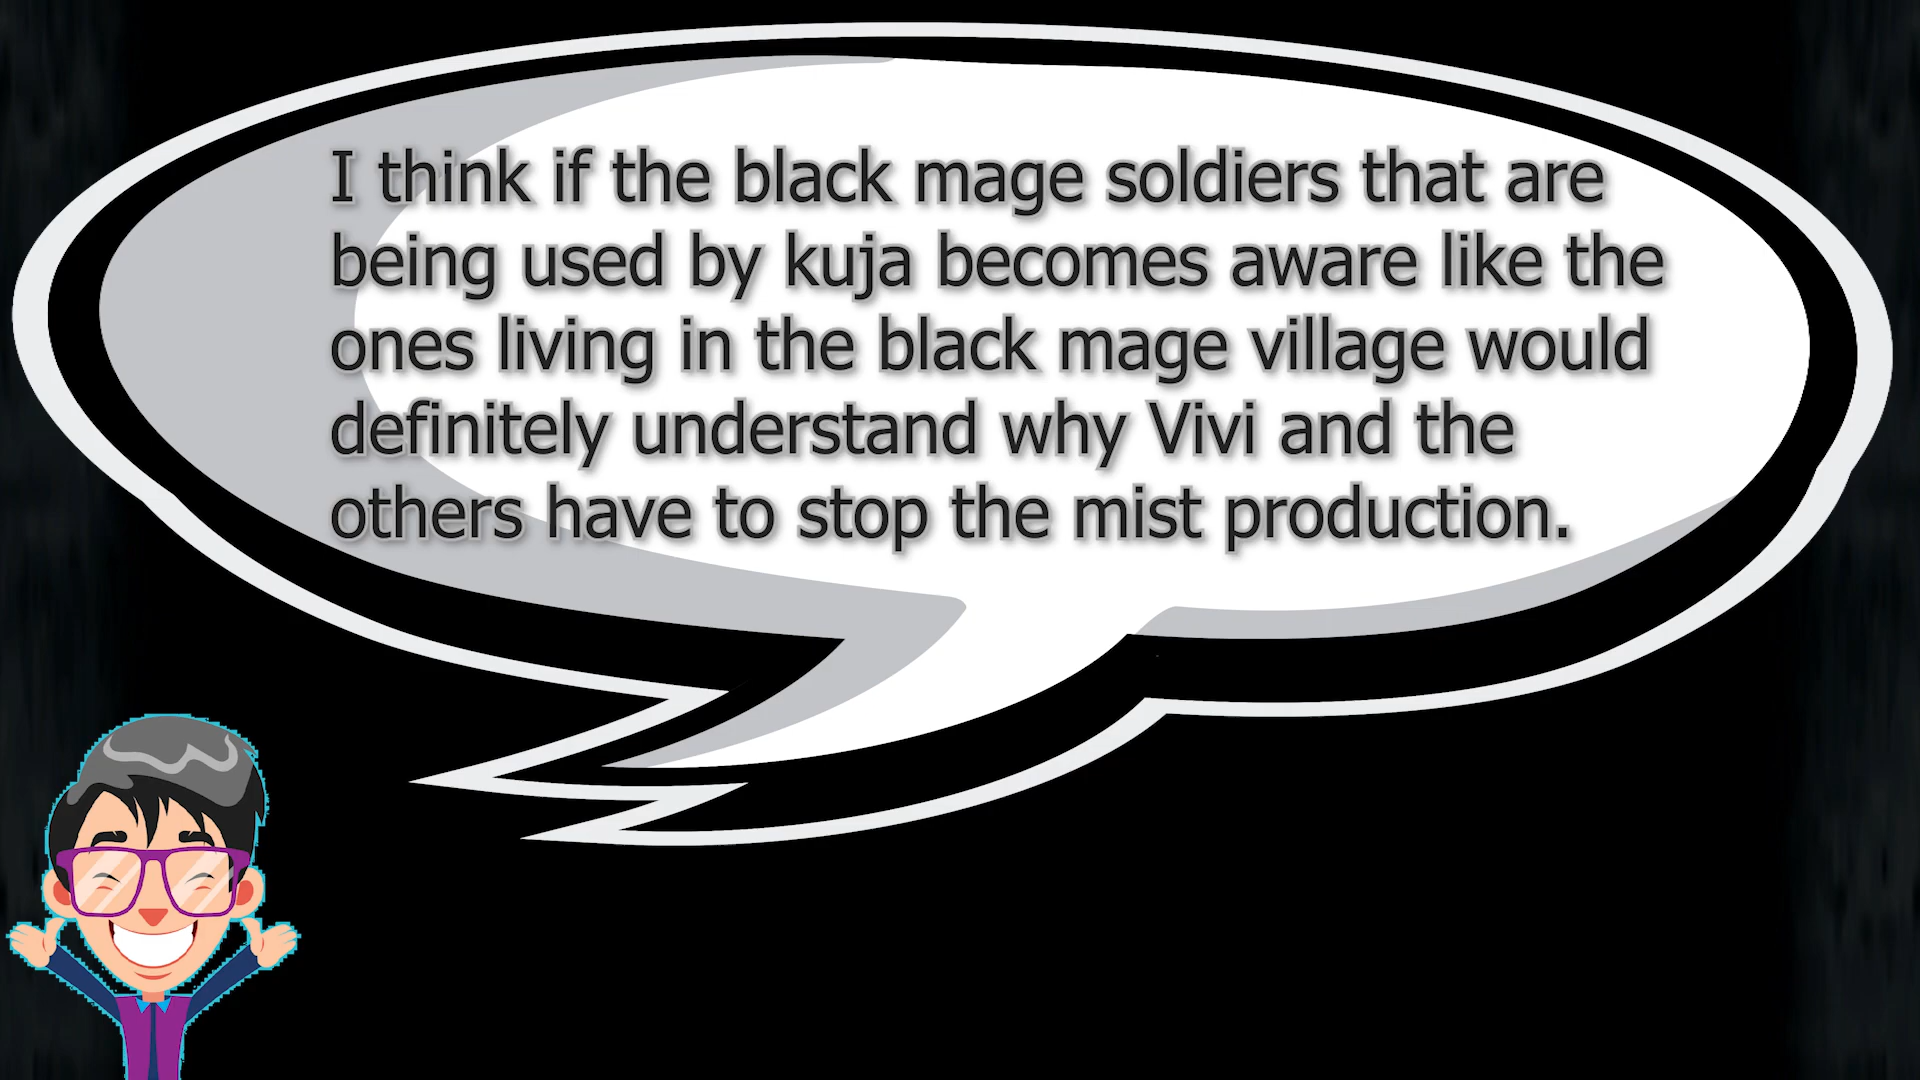 I think if the black mage soldiers that are
being used by kuja becomes aware like the
ones living in the black mage village would
definitely understand why Vivi and the
others have to stop the mist production.